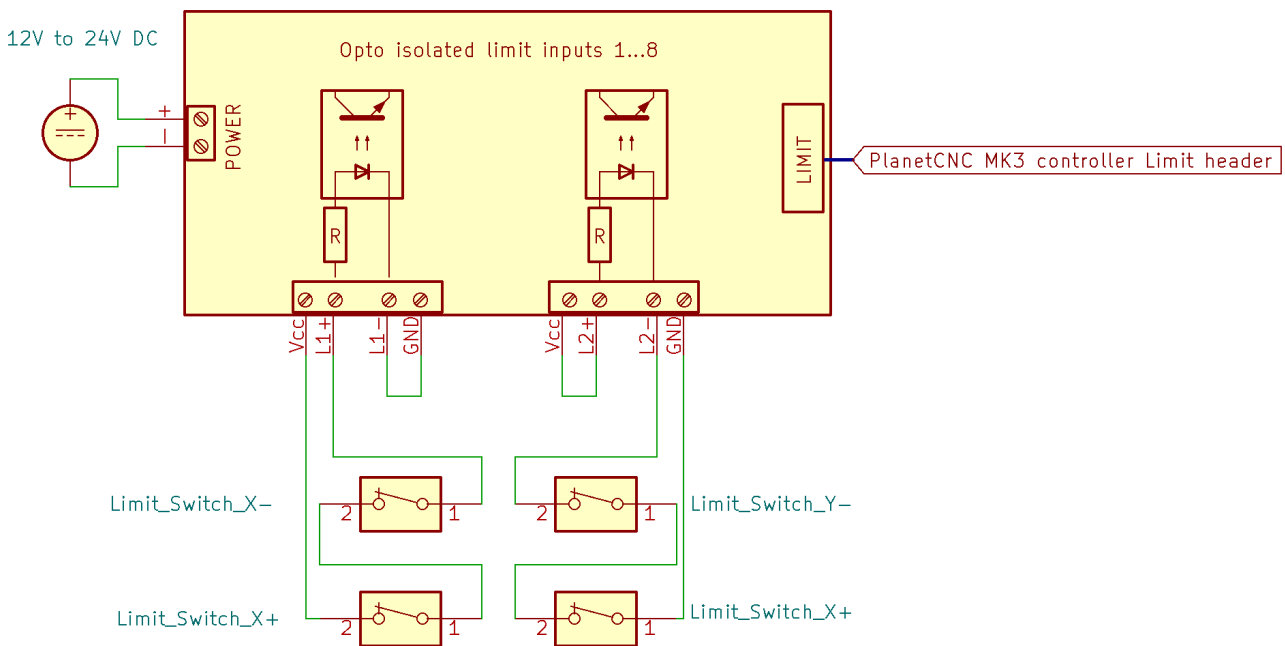 12V to 24V DC
Opto isolated limit inputs 1...8
+
+
−
POWER
LIMIT
PlanetCNC MK3 controller Limit header
R
R
Vcc
L1+
L1-
GND
Vcc
L2+
L2-
GND
Limit_Switch_X-
2
1
2
1
Limit_Switch_Y-
Limit_Switch_X+
2
1
2
1
Limit_Switch_X+